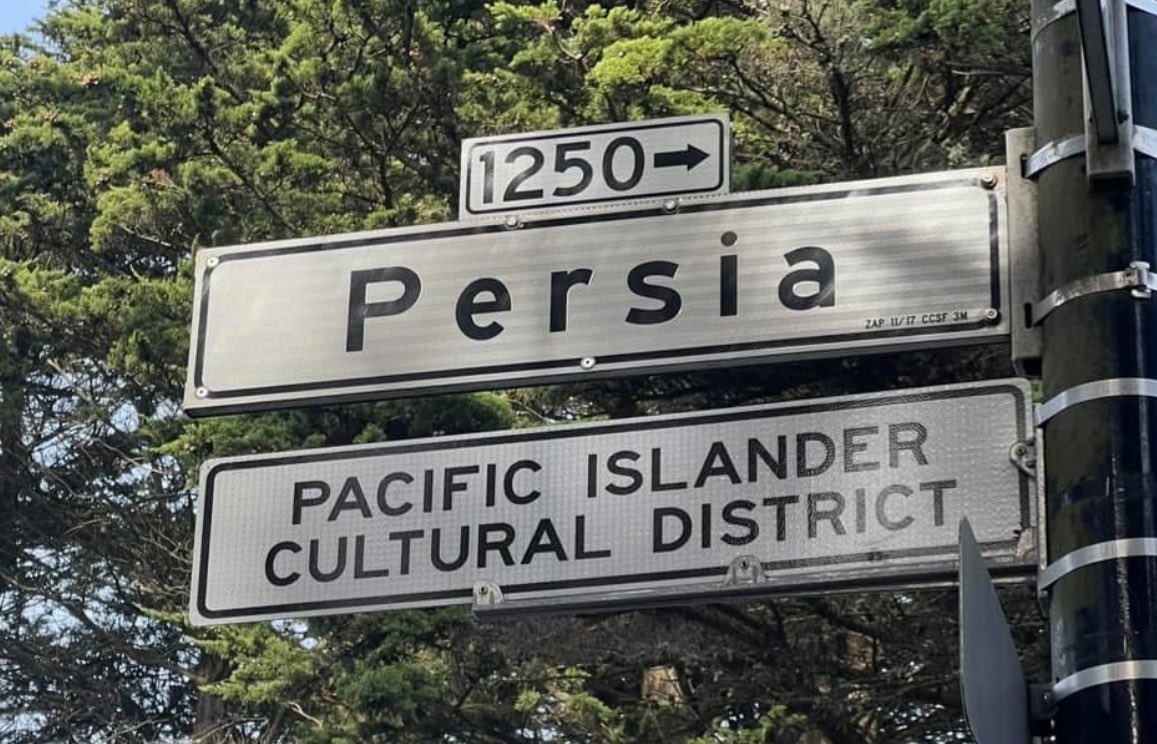 1250→
Persia
ZAP 11/17 CCSF 3M
PACIFIC ISLANDER
CULTURAL DISTRICT